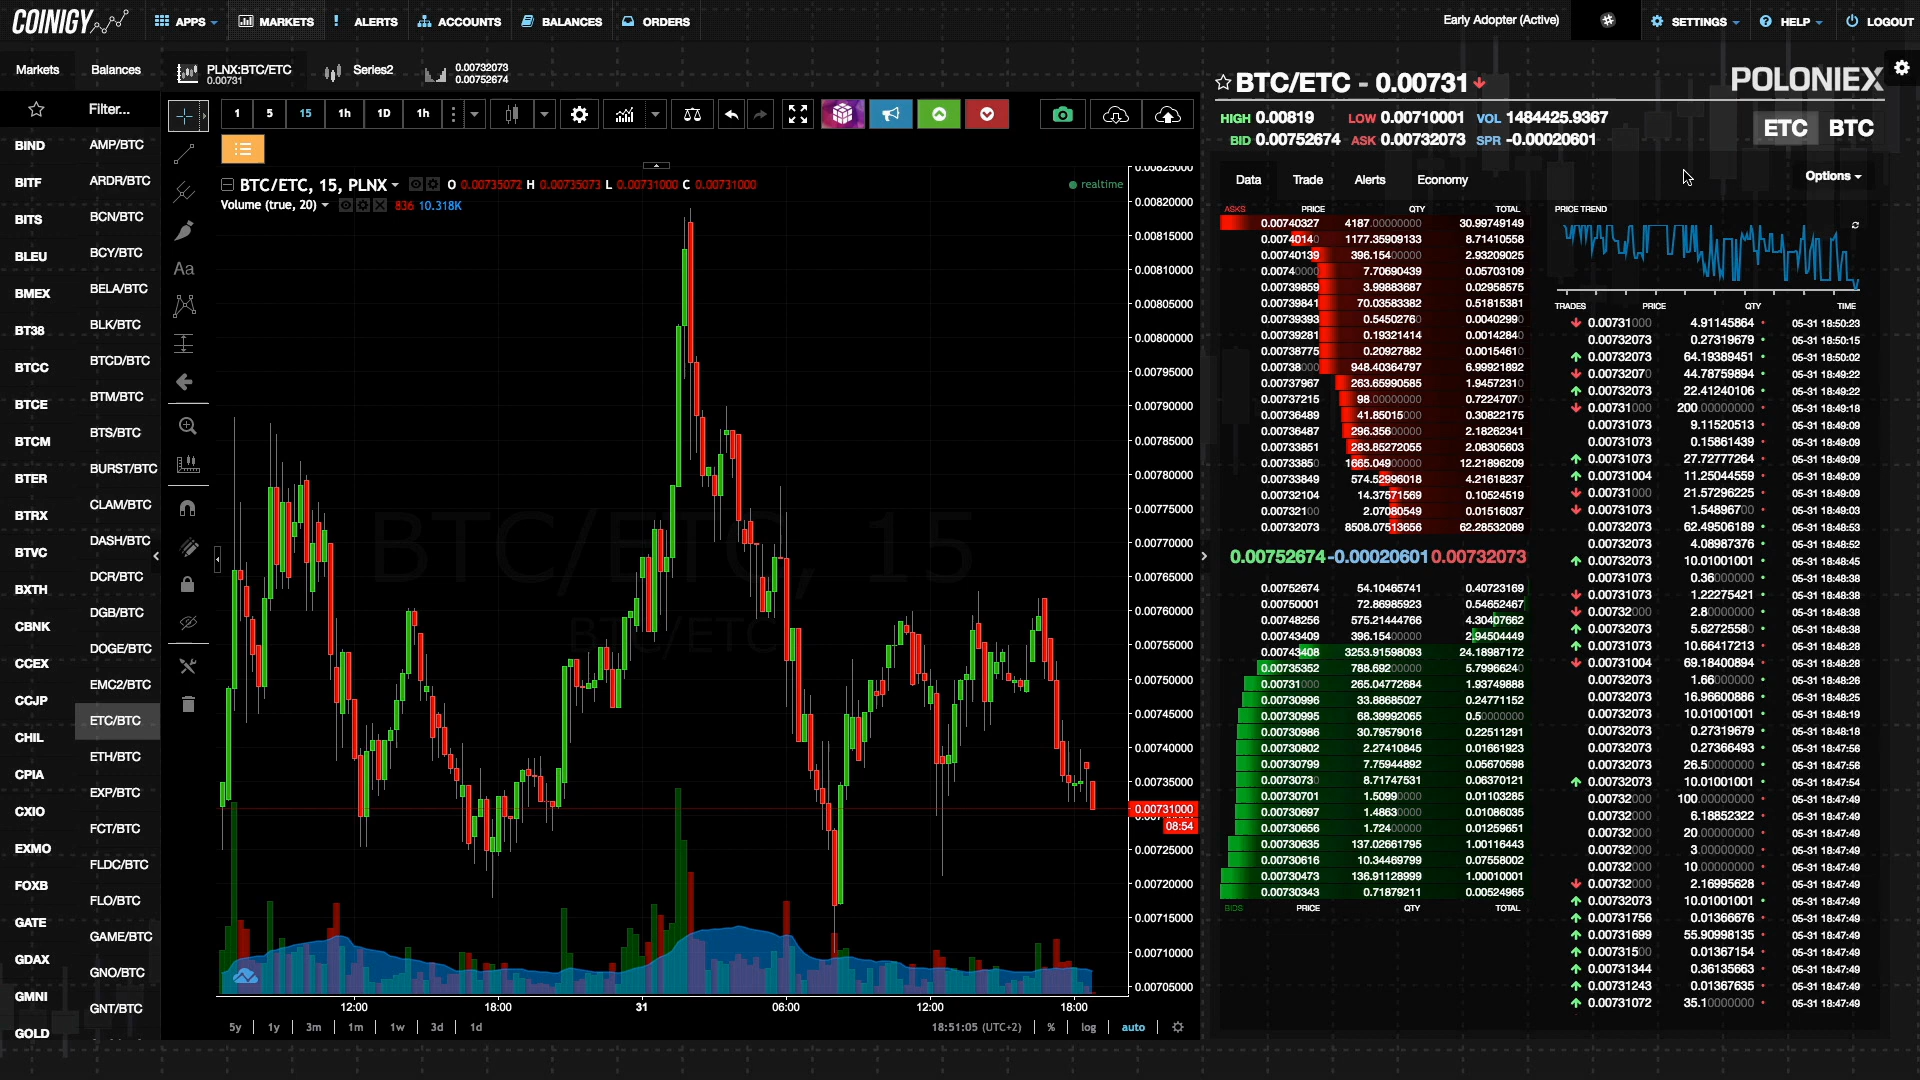 COINIGY
APPS
MARKETS
ALERTS
ACCOUNTS
BALANCES
ORDERS
Early Adopter (Active)
SETTINGS
HELP
LOGOUT
Markets
Balances
PLNX:BTC/ETC
0.00731
Series2
0.00732073
0.00752674
Filter...
BIND
BITF
BITS
BLEU
BMEX
BT38
BTCC
BTCE
BTCM
BTER
BTRX
BTVC
BXTH
CBNK
CCEX
CCJP
CHIL
CPIA
CXIO
EXMO
FOXB
GATE
GDAX
GMNI
GOLD
AMP/BTC
ARDR/BTC
BCN/BTC
BCY/BTC
BELA/BTC
BLK/BTC
BTCD/BTC
BTM/BTC
BTS/BTC
BURST/BTC
CLAM/BTC
DASH/BTC
DCR/BTC
DGB/BTC
DOGE/BTC
EMC2/BTC
ETC/BTC
ETH/BTC
EXP/BTC
FCT/BTC
FLDC/BTC
FLO/BTC
GAME/BTC
GNO/BTC
GNT/BTC
1 5 15 1h 1D 1h
Aa
BTC/ETC, 15, PLNX O 0.00735072 H 0.00735073 L 0.00731000 C 0.00731000
realtime
Volume (true, 20) 836 10.318K
BTC/ETC, 15
BTC/ETC
0.00825000
0.00820000
0.00815000
0.00810000
0.00805000
0.00800000
0.00795000
0.00790000
0.00785000
0.00780000
0.00775000
0.00770000
0.00765000
0.00760000
0.00755000
0.00750000
0.00745000
0.00740000
0.00735000
0.00731000
08:54
0.00725000
0.00720000
0.00715000
0.00710000
0.00705000
12:00 18:00 31 06:00 12:00 18:00
5y 1y 3m 1m 1w 3d 1d
18:51:05 (UTC+2) % log auto
BTC/ETC - 0.00731
POLONIEX
HIGH 0.00819 LOW 0.00710001 VOL 1484425.9367
BID 0.00752674 ASK 0.00732073 SPR -0.00020601
ETC BTC
Data Trade Alerts Economy
Options
ASKS PRICE QTY TOTAL
0.00740327 4187.00000000 30.99749149
0.00740140 1177.35909133 8.71410558
0.00740139 396.15400000 2.93209025
0.00740000 7.70690439 0.05703109
0.00739859 3.99883687 0.02958575
0.00739841 70.03583382 0.51815381
0.00739393 0.54502760 0.00402990
0.00739281 0.19321414 0.00142840
0.00738775 0.20927882 0.00154610
0.00738000 948.40364797 6.99921892
0.00737967 263.65990585 1.94572310
0.00737215 98.00000000 0.72247070
0.00736489 41.85015000 0.30822175
0.00736487 296.35600000 2.18262341
0.00733851 283.85272055 2.08305603
0.00733850 1665.04900000 12.21896209
0.00733849 574.52996018 4.21618237
0.00732104 14.37571569 0.10524519
0.00732100 2.07080549 0.01516037
0.00732073 8508.07513656 62.28532089
0.00752674 -0.00020601 0.00732073
0.00752674 54.10465741 0.40723169
0.00750001 72.86985923 0.54652467
0.00748256 575.21444766 4.30407662
0.00743409 396.15400000 2.94504449
0.00743408 3253.91598093 24.18987172
0.00735352 788.69200000 5.79966240
0.00731000 265.04772684 1.93749888
0.00730996 33.88685027 0.24771152
0.00730995 68.39992065 0.50000000
0.00730986 30.79579016 0.22511291
0.00730802 2.27410845 0.01661923
0.00730799 7.75944892 0.05670598
0.00730730 8.71747531 0.06370121
0.00730701 1.50990000 0.01103285
0.00730697 1.48630000 0.01086035
0.00730656 1.72400000 0.01259651
0.00730635 137.02661795 1.00116443
0.00730616 10.34469799 0.07558002
0.00730473 136.91128999 1.00010001
0.00730343 0.71879211 0.00524965
BIDS PRICE QTY TOTAL
PRICE TREND
TRADES PRICE QTY TIME
0.00731000 4.91145864 05-31 18:50:23
0.00732073 0.27319679 05-31 18:50:15
0.00732073 64.19389451 05-31 18:50:02
0.00732070 44.78759894 05-31 18:49:22
0.00732073 22.41240106 05-31 18:49:22
0.00731000 200.00000000 05-31 18:49:18
0.00731073 9.11520513 05-31 18:49:09
0.00731073 0.15861439 05-31 18:49:09
0.00731073 27.72777264 05-31 18:49:09
0.00731004 11.25044559 05-31 18:49:09
0.00731000 21.57296225 05-31 18:49:09
0.00731073 1.54896700 05-31 18:49:03
0.00732073 62.49506189 05-31 18:48:53
0.00732073 4.08987376 05-31 18:48:52
0.00732073 10.01001001 05-31 18:48:45
0.00731073 0.36000000 05-31 18:48:38
0.00731073 1.22275421 05-31 18:48:38
0.00732000 2.80000000 05-31 18:48:38
0.00732073 5.62725580 05-31 18:48:38
0.00731073 10.66417213 05-31 18:48:28
0.00731004 69.18400894 05-31 18:48:28
0.00732073 1.66000000 05-31 18:48:26
0.00732073 16.96600886 05-31 18:48:25
0.00732073 10.01001001 05-31 18:48:19
0.00732073 0.27319679 05-31 18:48:18
0.00732073 0.27366493 05-31 18:47:56
0.00732073 26.50000000 05-31 18:47:56
0.00732073 10.01001001 05-31 18:47:54
0.00732000 100.00000000 05-31 18:47:49
0.00732000 6.18852322 05-31 18:47:49
0.00732000 20.00000000 05-31 18:47:49
0.00732000 3.00000000 05-31 18:47:49
0.00732000 10.00000000 05-31 18:47:49
0.00732000 2.16995628 05-31 18:47:49
0.00732073 10.01001001 05-31 18:47:49
0.00731756 0.01366676 05-31 18:47:49
0.00731699 55.90998135 05-31 18:47:49
0.00731500 0.01367154 05-31 18:47:49
0.00731344 0.36135663 05-31 18:47:49
0.00731243 0.01367635 05-31 18:47:49
0.00731072 35.10000000 05-31 18:47:49